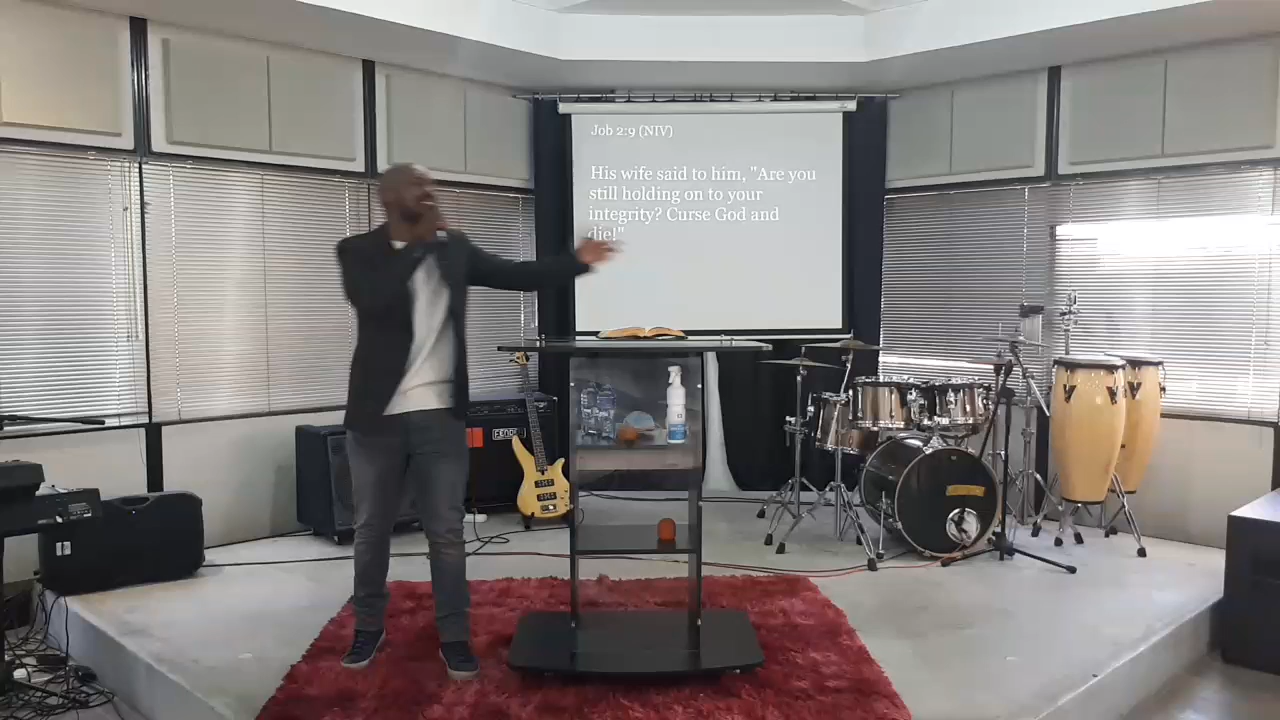 Job 2:9 (NIV)
His wife said to him, "Are you
still holding on to your
integrity? Curse God and
die!"
FENDER